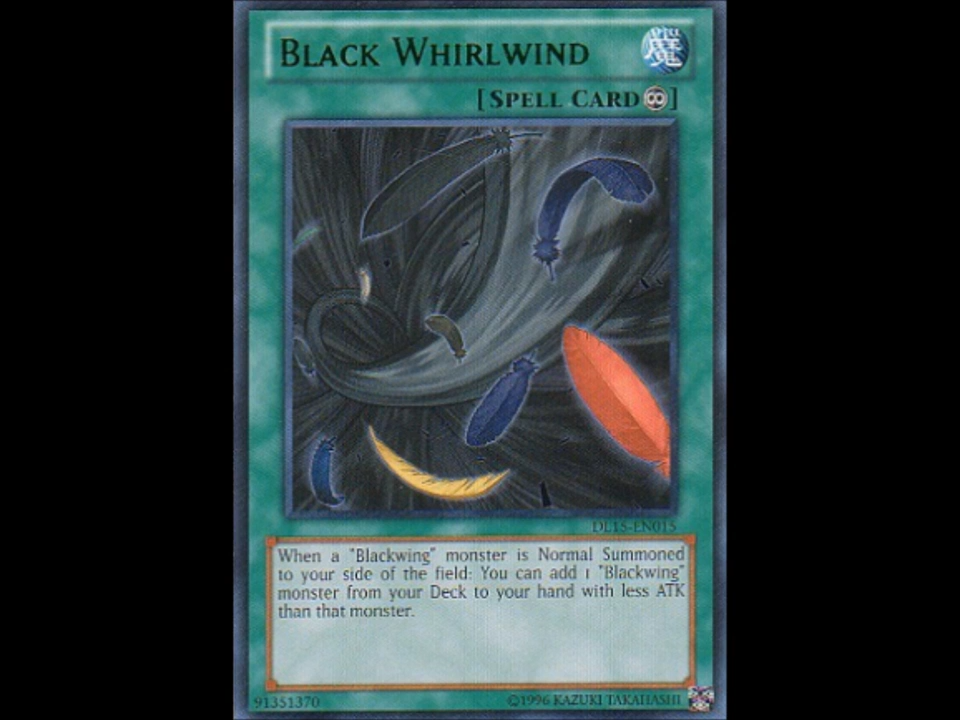 BLACK WHIRLWIND
魔
[SPELL CARD∞]
DL15-EN015
When a "Blackwing" monster is Normal Summoned
to your side of the field: You can add 1 "Blackwing"
monster from your Deck to your hand with less ATK
than that monster.
91351370
©1996 KAZUKI TAKAHASHI